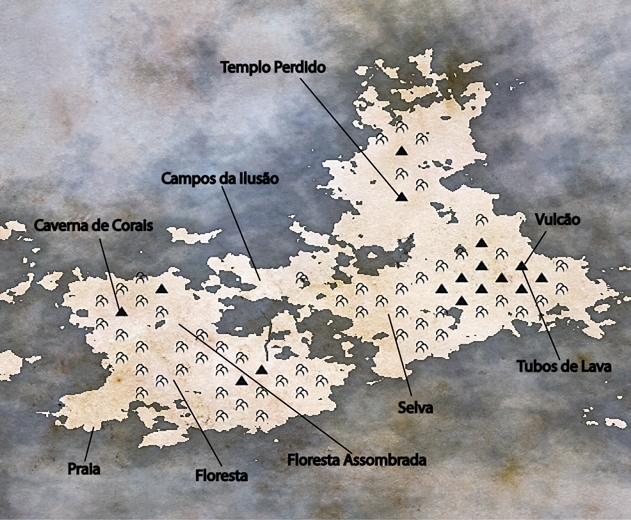 Templo Perdido
Campos da Ilusão
Caverna de Corais
Vulcão
Tubos de Lava
Selva
Floresta Assombrada
Praia
Floresta